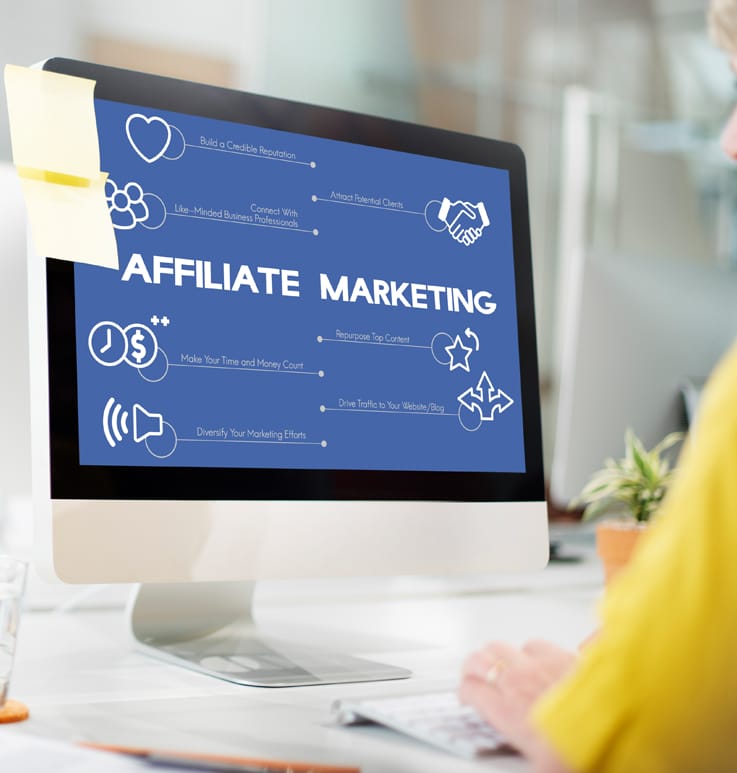 Build a Credible Reputation
Attract Potential Clients
Connect With
Like-Minded Business Professionals
AFFILIATE MARKETING
Repurpose Top Content
Make Your Time and Money Count
Drive Traffic to Your Website/Blog
Diversify Your Marketing Efforts